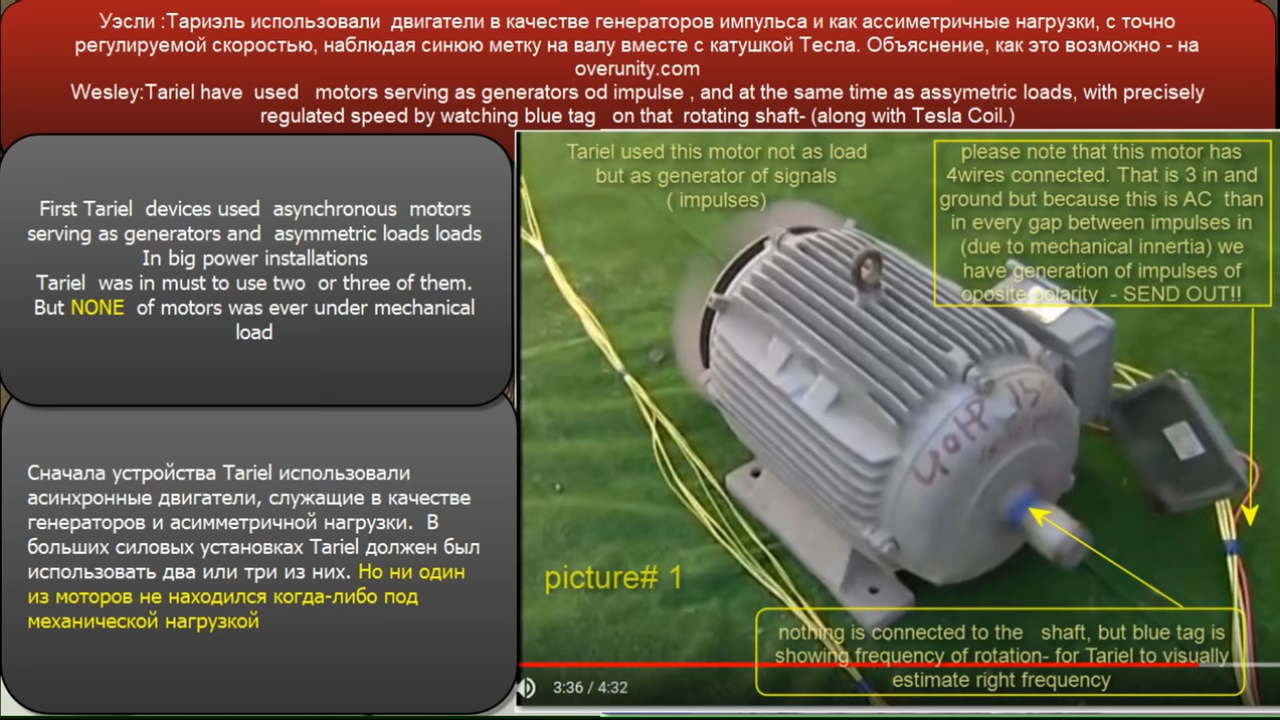 Уэсли :Тариэль использовали двигатели в качестве генераторов импульса и как ассиметричные нагрузки, с точно
регулируемой скоростью, наблюдая синюю метку на валу вместе с катушкой Тесла. Объяснение, как это возможно - на
overunity.com
Wesley:Tariel have used motors serving as generators od impulse , and at the same time as assymetric loads, with precisely
regulated speed by watching blue tag on that rotating shaft- (along with Tesla Coil.)
First Tariel devices used asynchronous motors
serving as generators and asymmetric loads loads
In big power installations
Tariel was in must to use two or three of them.
But NONE of motors was ever under mechanical
load
Сначала устройства Tariel использовали
асинхронные двигатели, служащие в качестве
генераторов и асимметричной нагрузки. В
больших силовых установках Tariel должен был
использовать два или три из них. Но ни один
из моторов не находился когда-либо под
механической нагрузкой
Tariel used this motor not as load
but as generator of signals
( impulses)
please note that this motor has
4wires connected. That is 3 in and
ground but because this is AC than
in every gap between impulses in
(due to mechanical innertia) we
have generation of impulses of
oposite polarity - SEND OUT!!
picture# 1
nothing is connected to the shaft, but blue tag is
showing frequency of rotation- for Tariel to visually
estimate right frequency
3:36 / 4:32